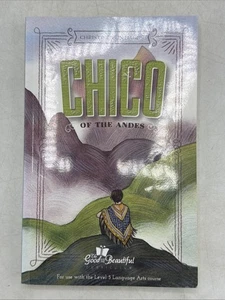 CHICO
OF THE ANDES
The
Good and the Beautiful
For use with the Level 3 Language Arts course